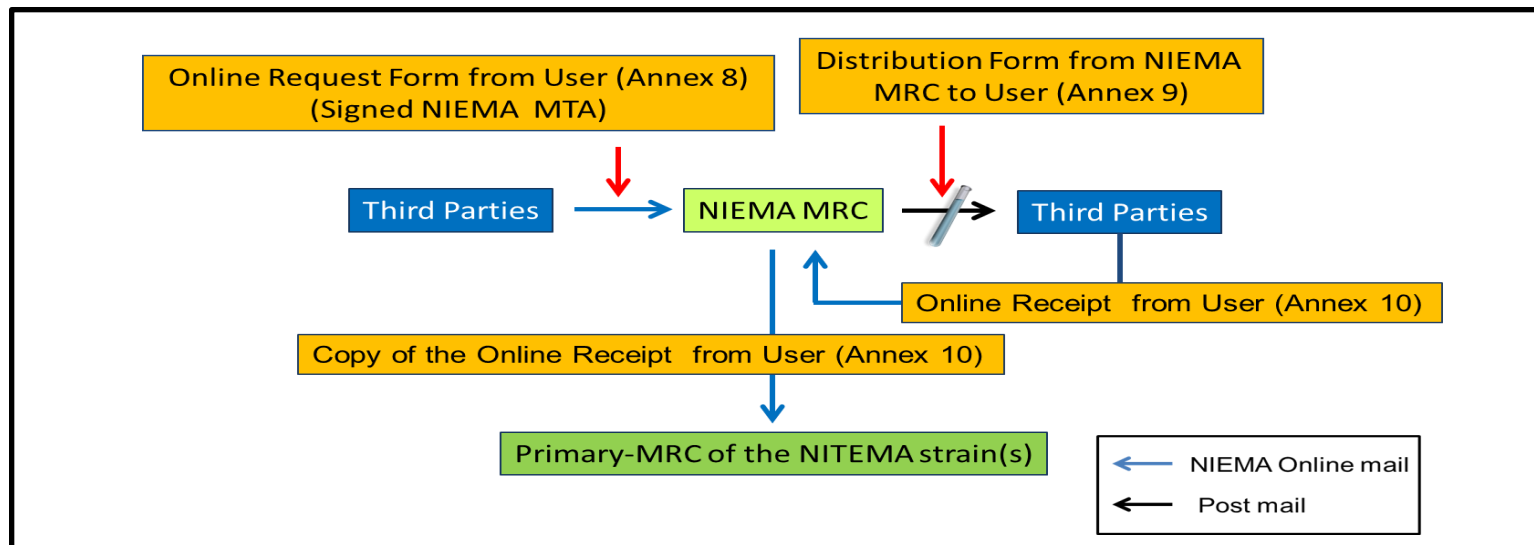 Online Request Form from User (Annex 8)
(Signed NIEMA MTA)
Distribution Form from NIEMA
MRC to User (Annex 9)
Third Parties
NIEMA MRC
Third Parties
Online Receipt from User (Annex 10)
Copy of the Online Receipt from User (Annex 10)
Primary-MRC of the NITEMA strain(s)
NIEMA Online mail
Post mail